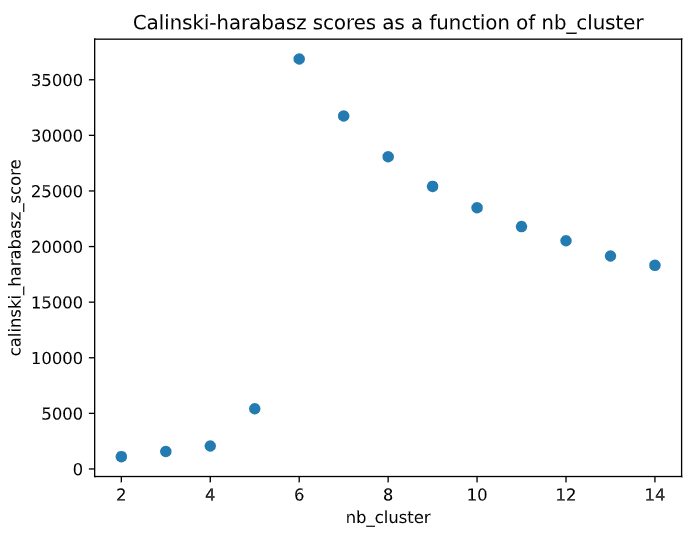 Calinski-harabasz scores as a function of nb_cluster
calinski_harabasz_score
35000
30000
25000
20000
15000
10000
5000
0
2 4 6 8 10 12 14
nb_cluster